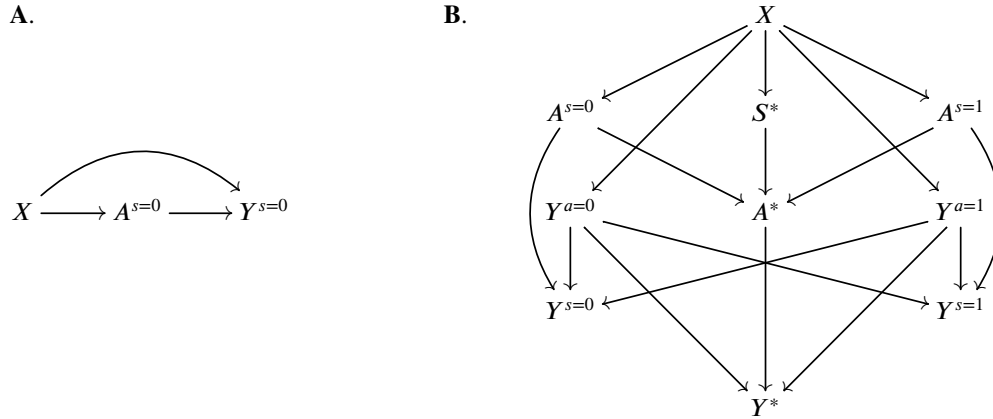 A.
X A^{s=0} Y^{s=0}
B.
X
A^{s=0} S^* A^{s=1}
Y^{a=0} A^* Y^{a=1}
Y^{s=0} Y^{s=1}
Y^*